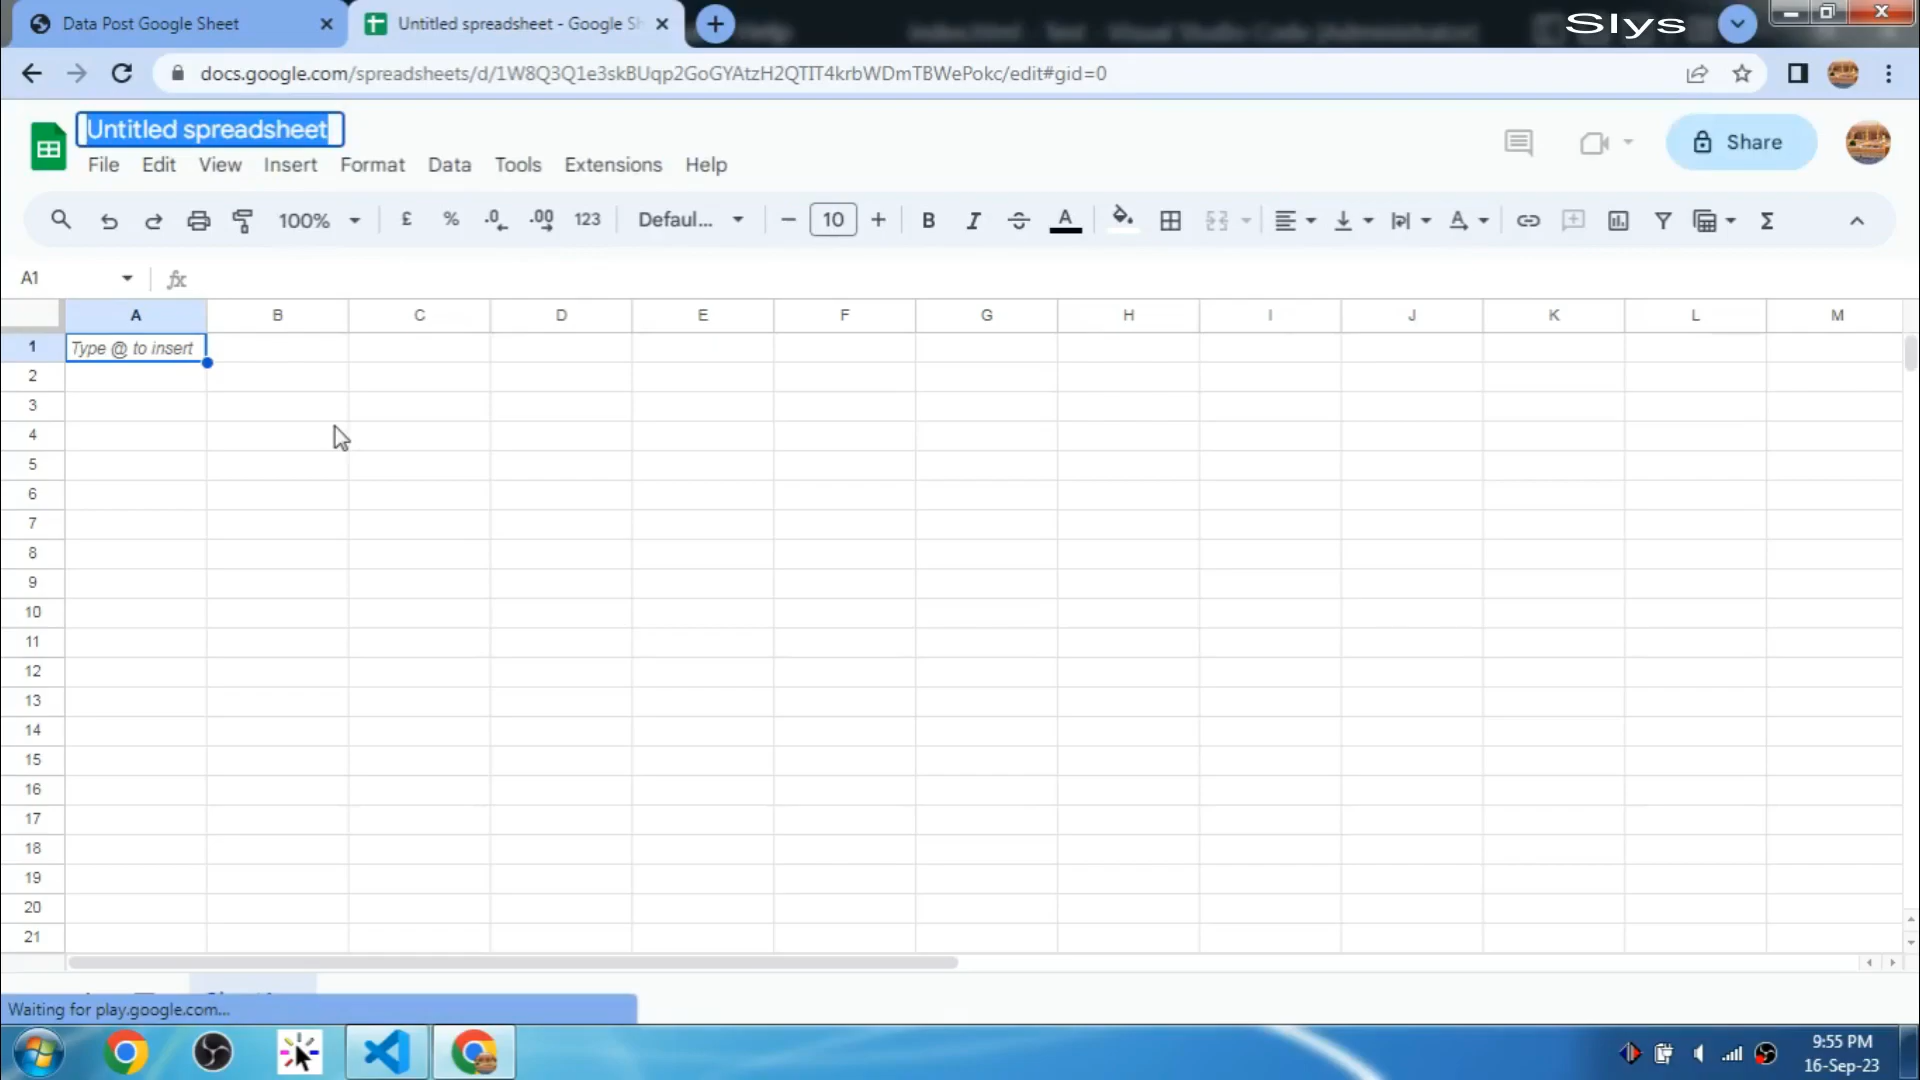 Data Post Google Sheet
Untitled spreadsheet - Google Sh
Slys
docs.google.com/spreadsheets/d/1W8Q3Q1e3skBUqp2GoGYAtzH2QTIT4krbWDmTBWePokc/edit#gid=0
Untitled spreadsheet
File Edit View Insert Format Data Tools Extensions Help
Share
100% £ % .0 .00 123 Defaul... 10 B I A A Σ
A1 fx
A B C D E F G H I J K L M
1 Type @ to insert
2
3
4
5
6
7
8
9
10
11
12
13
14
15
16
17
18
19
20
21
Waiting for play.google.com...
9:55 PM
16-Sep-23